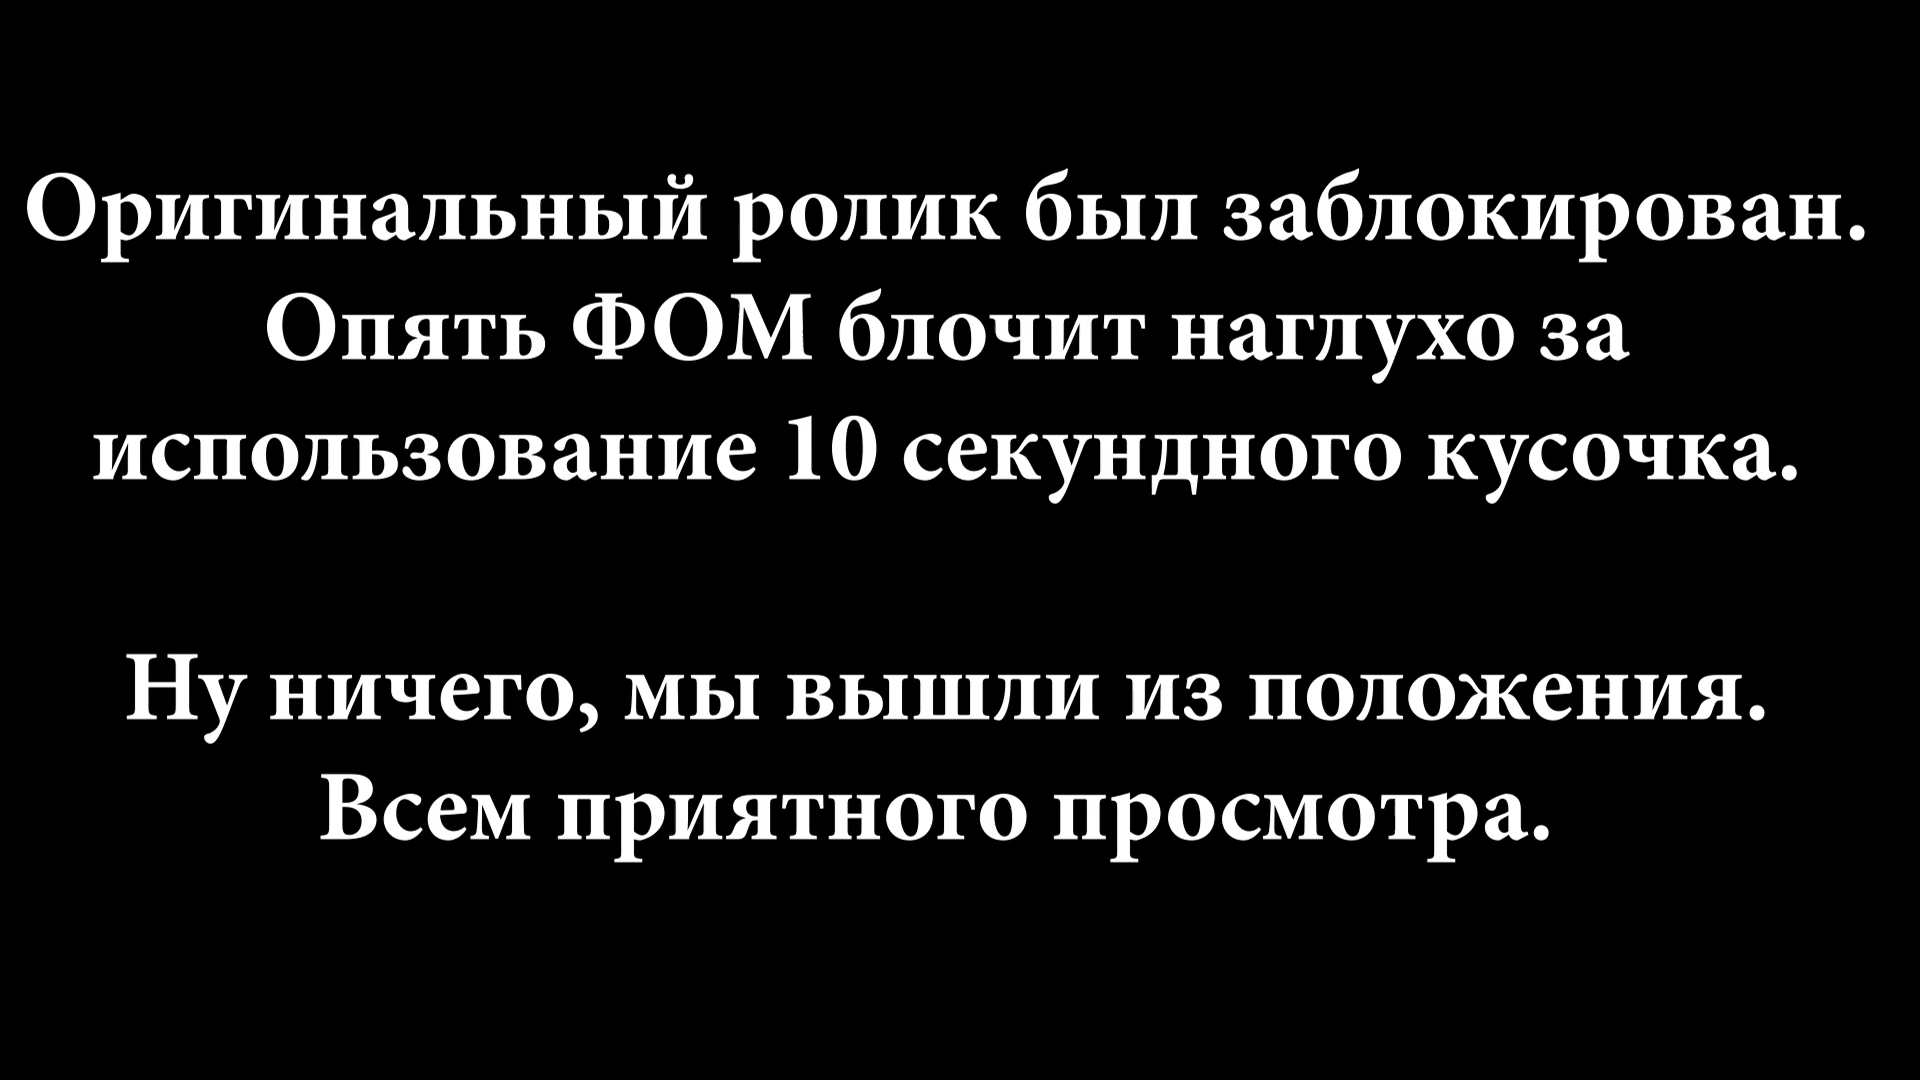 Оригинальный ролик был заблокирован.
Опять ФОМ блочит наглухо за
использование 10 секундного кусочка.
Ну ничего, мы вышли из положения.
Всем приятного просмотра.